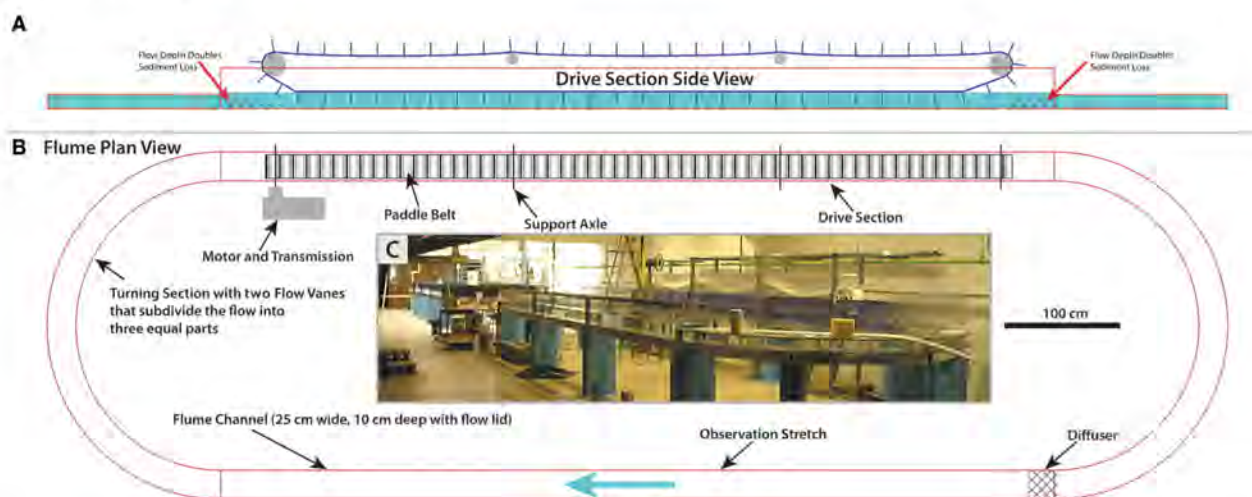 A
Flow Depth Doubles
Sediment Loss
Drive Section Side View
Flow Depth Doubles
Sediment Loss
B Flume Plan View
Paddle Belt
Support Axle
Drive Section
Motor and Transmission
C
Turning Section with two Flow Vanes
that subdivide the flow into
three equal parts
100 cm
Flume Channel (25 cm wide, 10 cm deep with flow lid)
Observation Stretch
Diffuser